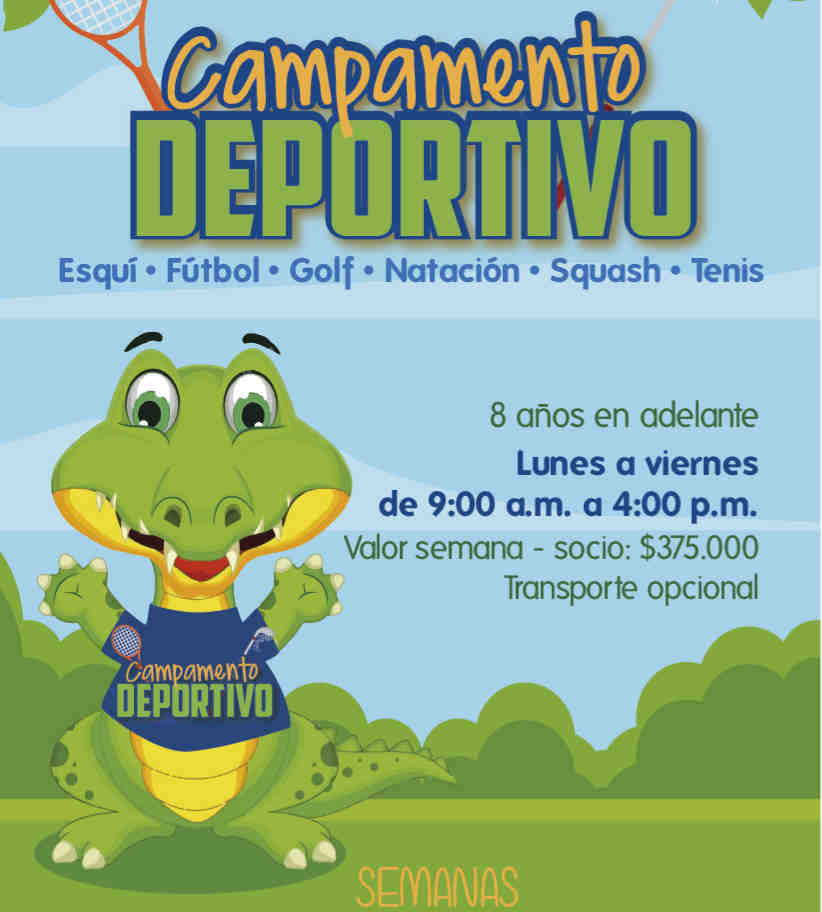 Campamento
DEPORTIVO
Esquí • Fútbol • Golf • Natación • Squash • Tenis
8 años en adelante
Lunes a viernes
de 9:00 a.m. a 4:00 p.m.
Valor semana - socio: $375.000
Transporte opcional
Campamento
DEPORTIVO
SEMANAS